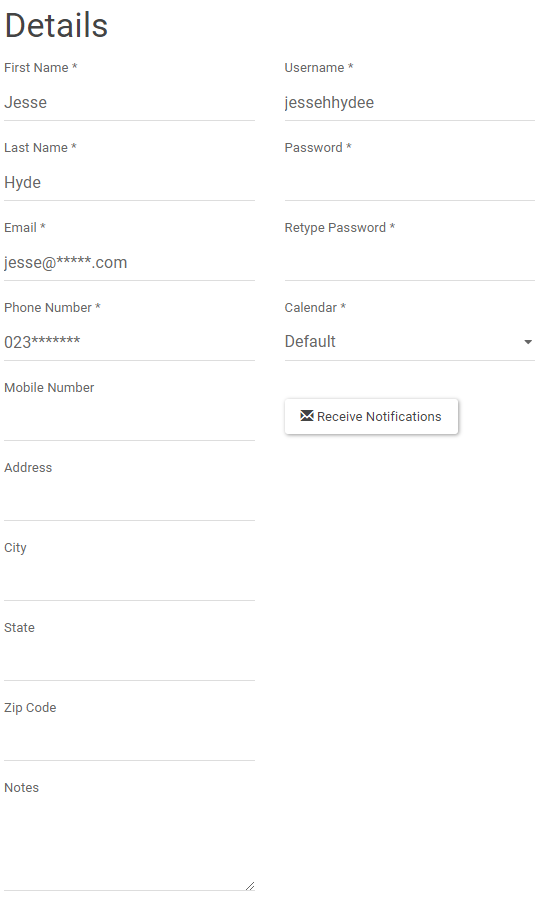 Details
First Name *
Jesse
Last Name *
Hyde
Email *
jesse@*****.com
Phone Number *
023*******
Mobile Number
Address
City
State
Zip Code
Notes
Username *
jessehhydee
Password *
Retype Password *
Calendar *
Default
Receive Notifications